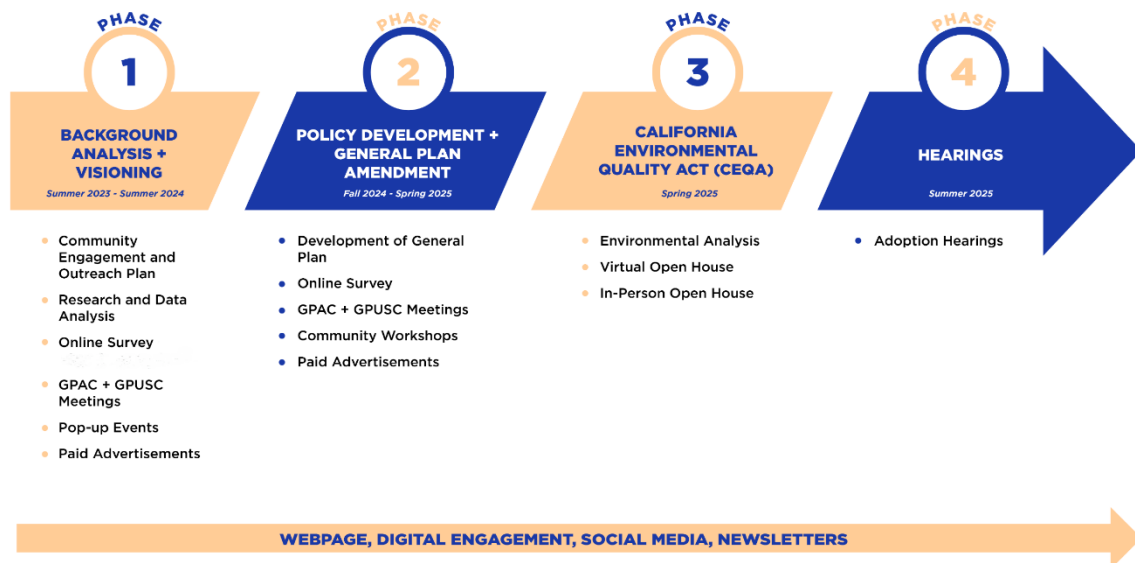 PHASE
1
BACKGROUND
ANALYSIS +
VISIONING
Summer 2023 - Summer 2024
• Community
Engagement and
Outreach Plan
• Research and Data
Analysis
• Online Survey
• GPAC + GPUSC
Meetings
• Pop-up Events
• Paid Advertisements
PHASE
2
POLICY DEVELOPMENT +
GENERAL PLAN
AMENDMENT
Fall 2024 - Spring 2025
• Development of General
Plan
• Online Survey
• GPAC + GPUSC Meetings
• Community Workshops
• Paid Advertisements
PHASE
3
CALIFORNIA
ENVIRONMENTAL
QUALITY ACT (CEQA)
Spring 2025
• Environmental Analysis
• Virtual Open House
• In-Person Open House
PHASE
4
HEARINGS
Summer 2025
• Adoption Hearings
WEBPAGE, DIGITAL ENGAGEMENT, SOCIAL MEDIA, NEWSLETTERS